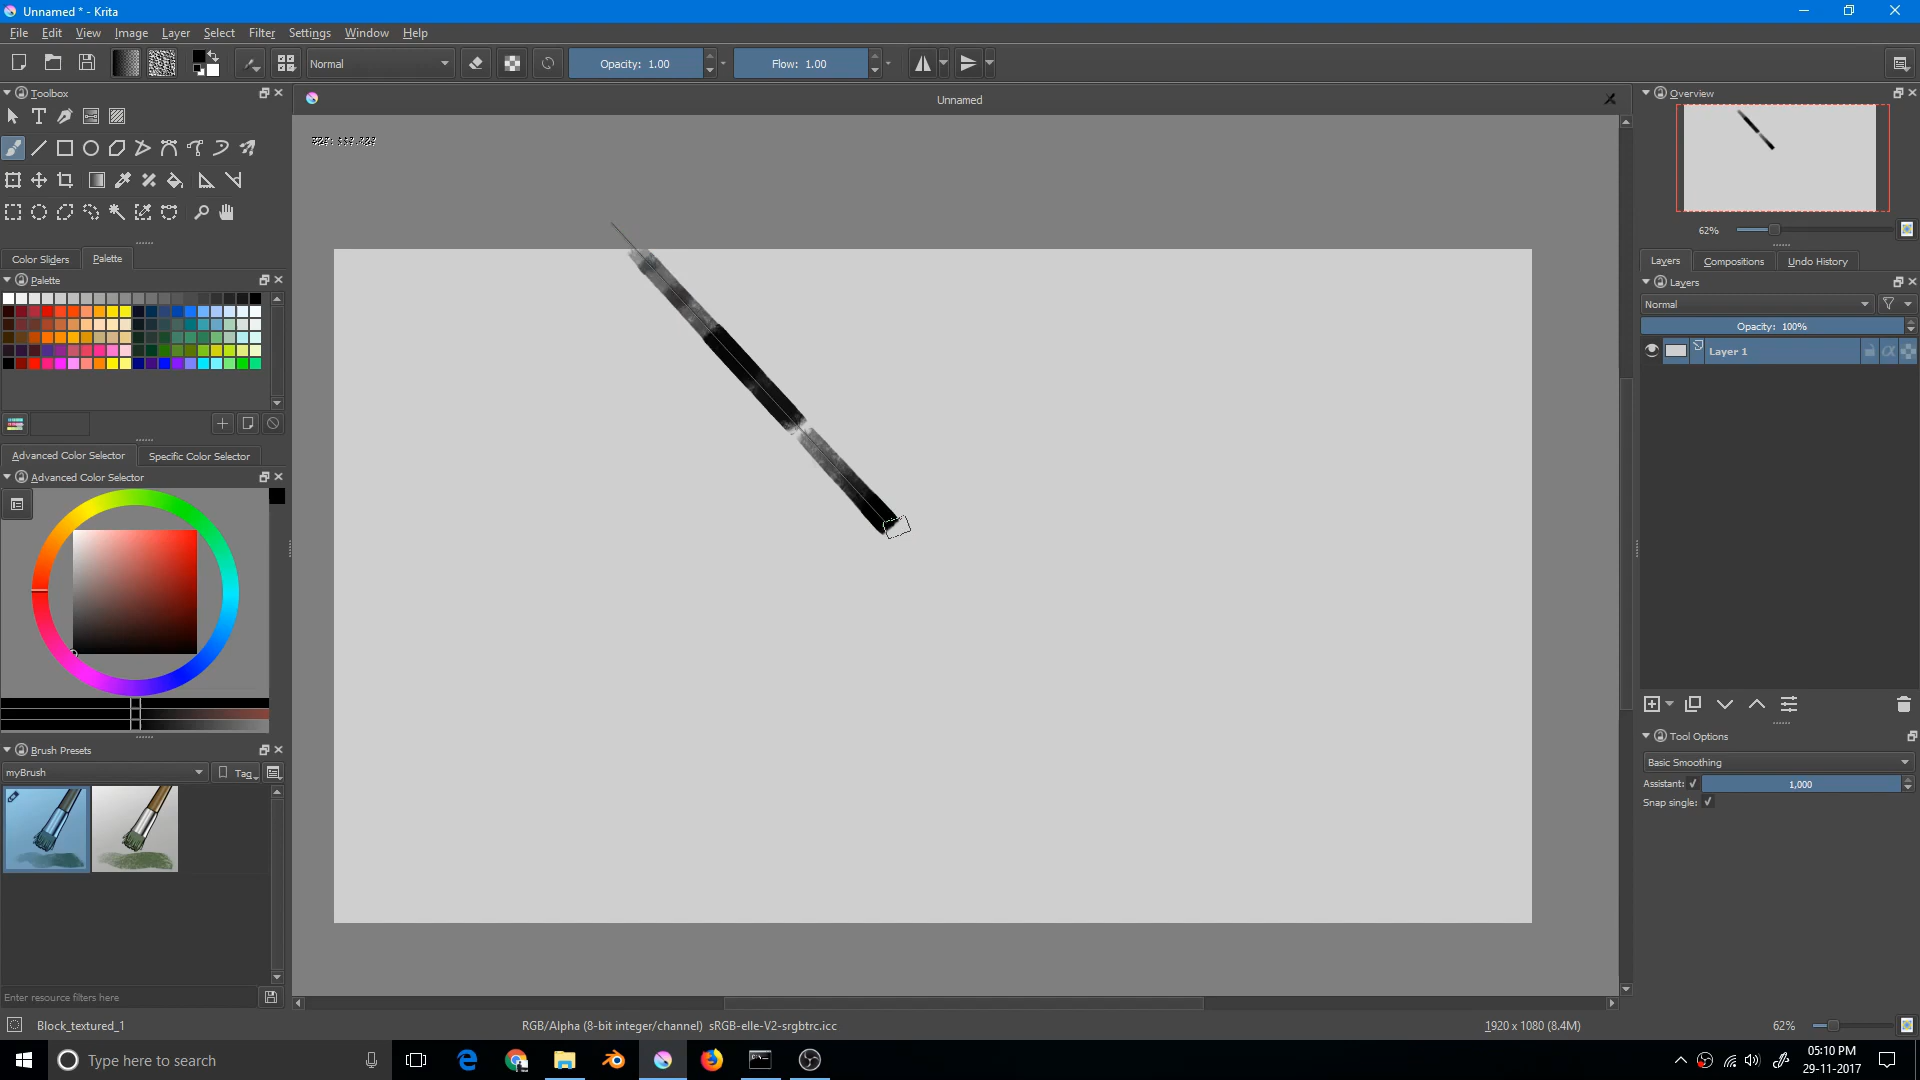 Unnamed * - Krita
File Edit View Image Layer Select Filter Settings Window Help
Normal Opacity: 1.00 Flow: 1.00
Toolbox
Unnamed
Overview
62%
Color Sliders Palette
Palette
Layers Compositions Undo History
Layers
Normal
Opacity: 100%
Layer 1
Advanced Color Selector Specific Color Selector
Advanced Color Selector
Tool Options
Basic Smoothing
Assistant: 1,000
Snap single:
Brush Presets
myBrush Tag
Enter resource filters here
Block_textured_1 RGB/Alpha (8-bit integer/channel) sRGB-elle-V2-srgbtrc.icc 1920 x 1080 (8.4M) 62%
Type here to search
05:10 PM
29-11-2017